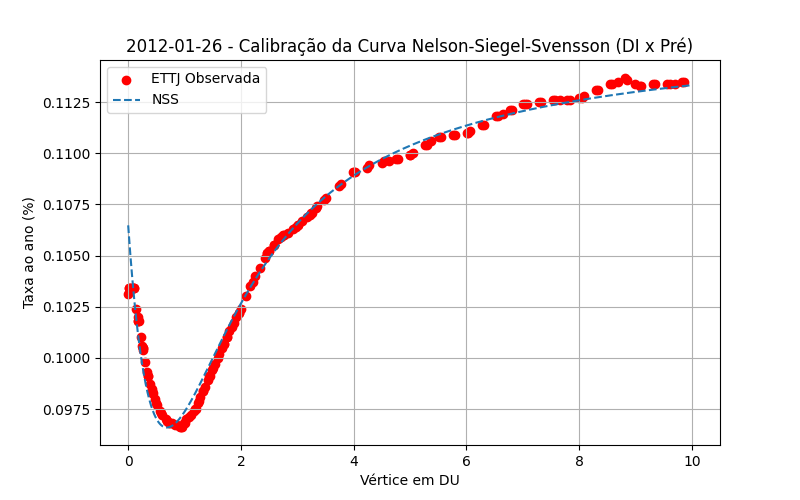 2012-01-26 - Calibração da Curva Nelson-Siegel-Svensson (DI x Pré)
ETTJ Observada
NSS
Taxa ao ano (%)
0.1125
0.1100
0.1075
0.1050
0.1025
0.1000
0.0975
0 2 4 6 8 10
Vértice em DU